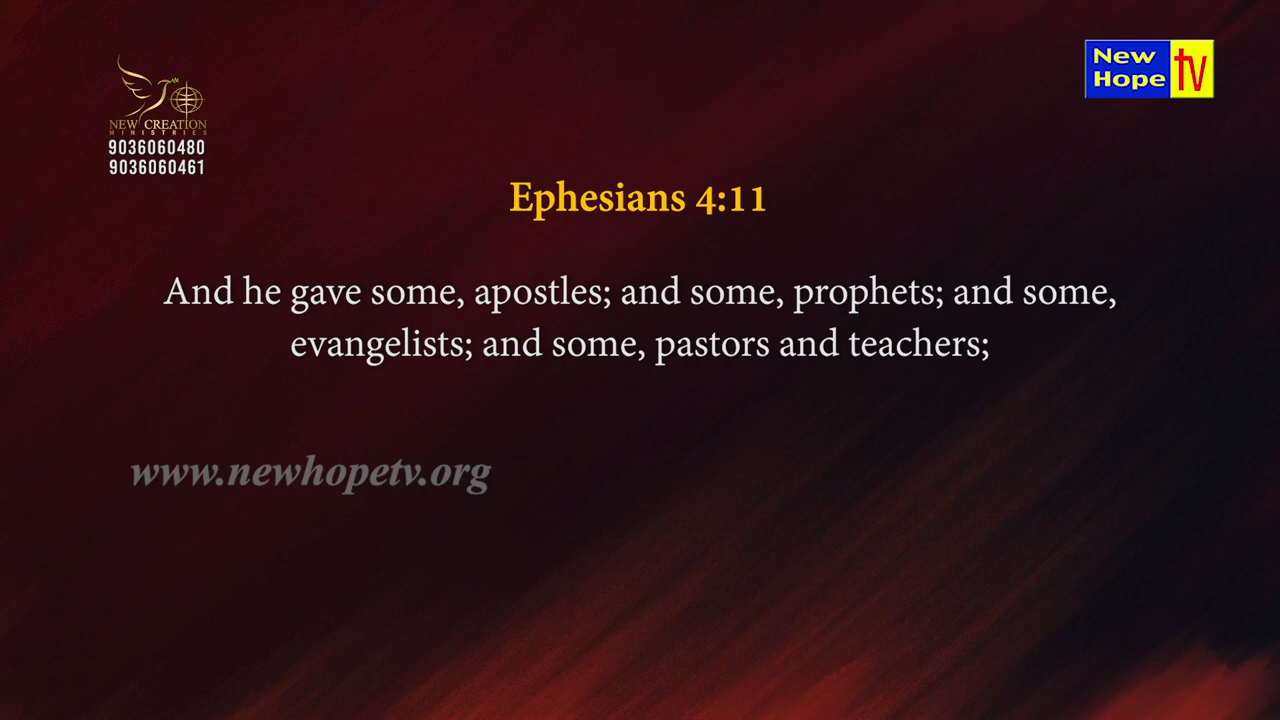 New
Hope
tv
NEW CREATION
MINISTRIES
9036060480
9036060461
Ephesians 4:11
And he gave some, apostles; and some, prophets; and some,
evangelists; and some, pastors and teachers;
www.newhopetv.org